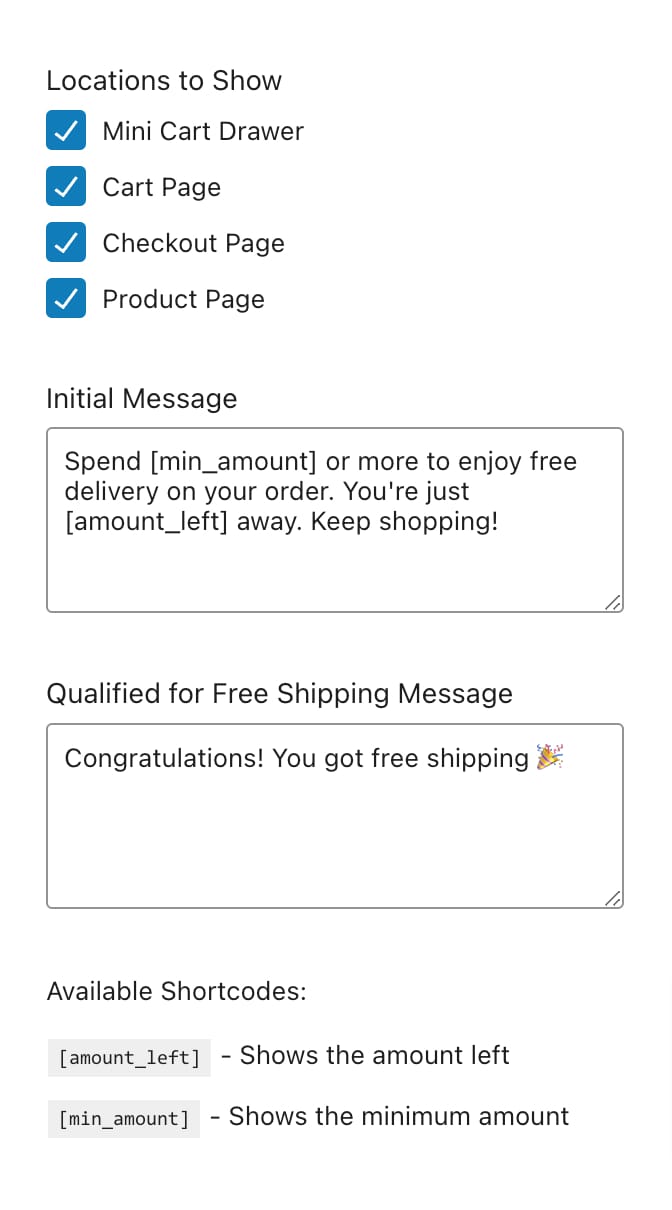 Locations to Show
Mini Cart Drawer
Cart Page
Checkout Page
Product Page
Initial Message
Spend [min_amount] or more to enjoy free
delivery on your order. You're just
[amount_left] away. Keep shopping!
Qualified for Free Shipping Message
Congratulations! You got free shipping 🎉
Available Shortcodes:
[amount_left] - Shows the amount left
[min_amount] - Shows the minimum amount